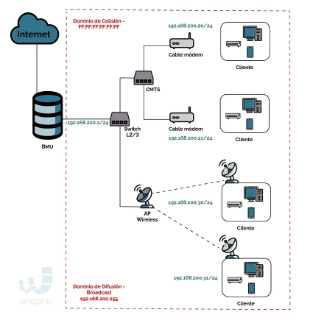 Dominio de Colisión -
FF:FF:FF:FF:FF:FF
192.168.200.20/24
Internet
Cable módem
Cliente
CMTS
192.168.200.1/24
Switch
L2/3
Cable módem
192.168.200.21/24
Cliente
BMU
192.168.200.30/24
AP
Wireless
Cliente
192.168.200.31/24
Dominio de Difusión -
Broadcast
192.168.200.255
wispro
Cliente